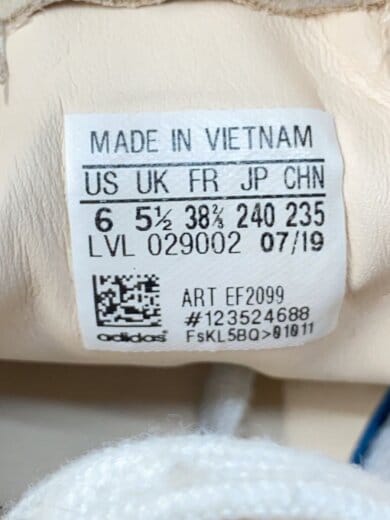 MADE IN VIETNAM
US UK FR JP CHN
6 5½ 38⅔ 240 235
LVL 029002 07/19
ART EF2099
#123524688
adidas FsKL5BQ>01011